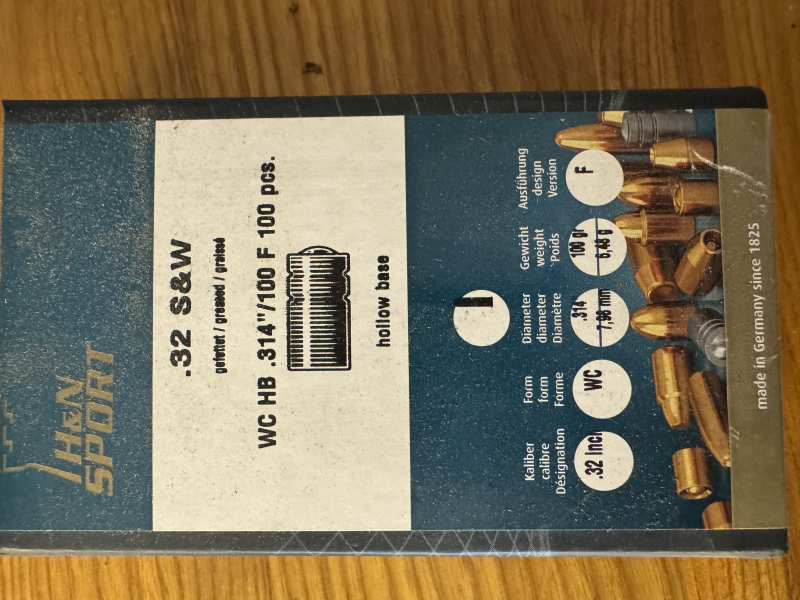 H&N
SPORT
.32 S&W
gefettet / greased / graissé
WC HB .314"/100 F 100 pcs.
hollow base
Kaliber
calibre
Désignation
.32 Inch
Form
form
Forme
WC
Diameter
diameter
Diamètre
.314
7,98 mm
Gewicht
weight
Poids
100 gr
6,48 g
Ausführung
design
Version
F
made in Germany since 1825